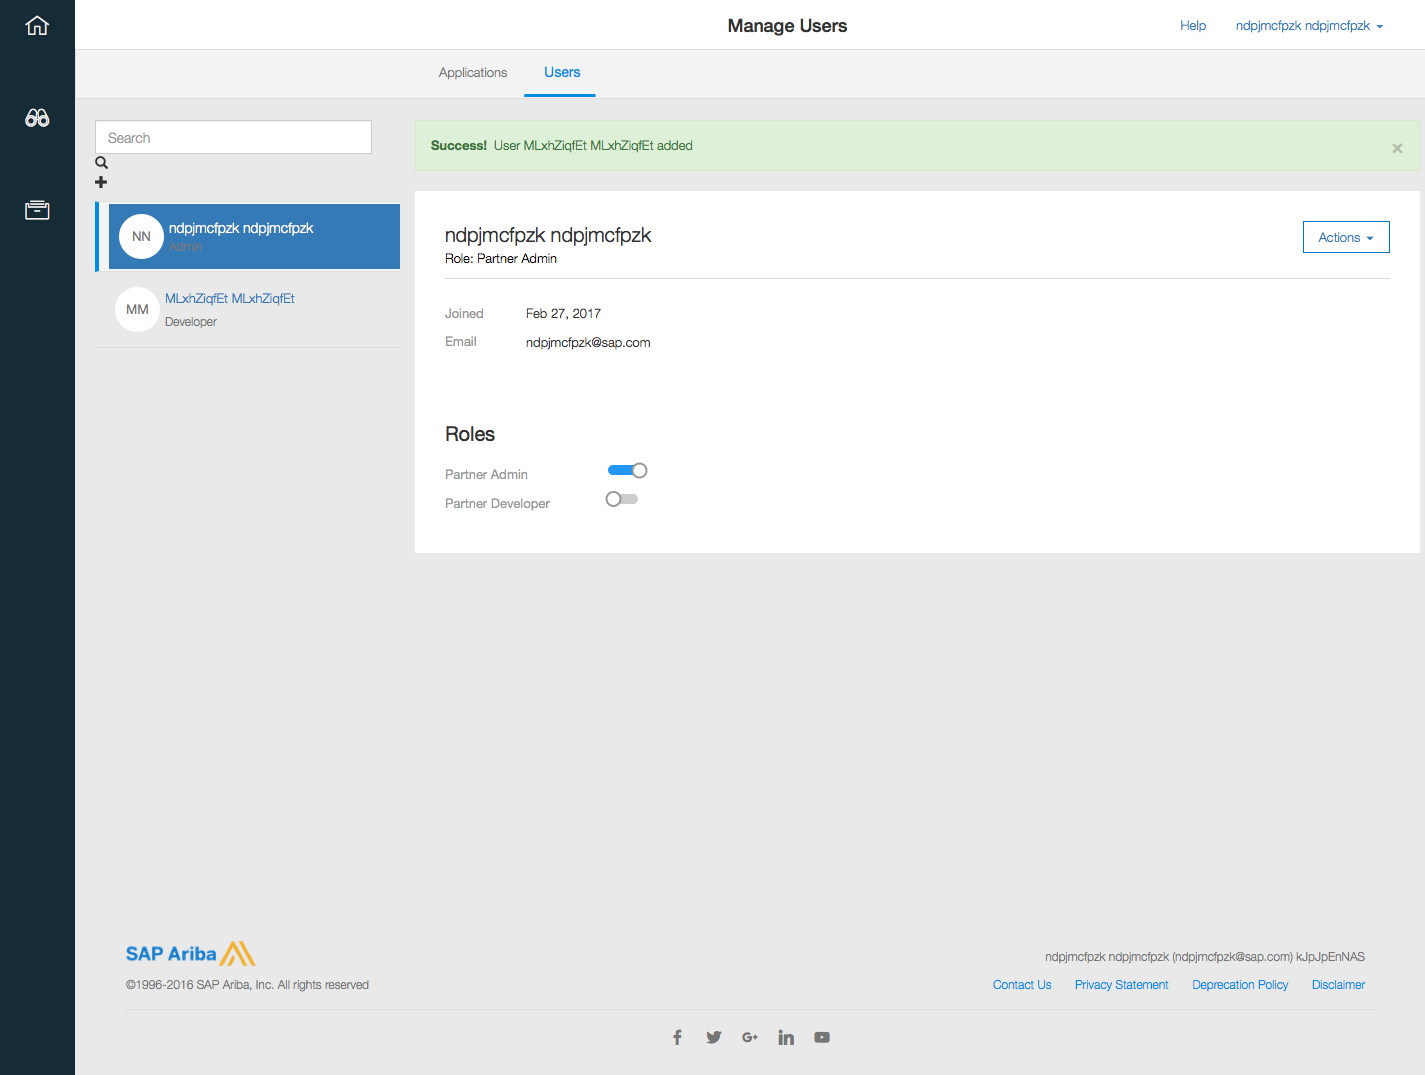 Manage Users
Help
ndpjmcfpzk ndpjmcfpzk
Applications
Users
Search
Success! User MLxhZiqfEt MLxhZiqfEt added
×
NN
ndpjmcfpzk ndpjmcfpzk
Admin
MM
MLxhZiqfEt MLxhZiqfEt
Developer
ndpjmcfpzk ndpjmcfpzk
Role: Partner Admin
Actions
Joined Feb 27, 2017
Email ndpjmcfpzk@sap.com
Roles
Partner Admin
Partner Developer
SAP Ariba
©1996-2016 SAP Ariba, Inc. All rights reserved
ndpjmcfpzk ndpjmcfpzk (ndpjmcfpzk@sap.com) kJpJpEnNAS
Contact Us Privacy Statement Deprecation Policy Disclaimer